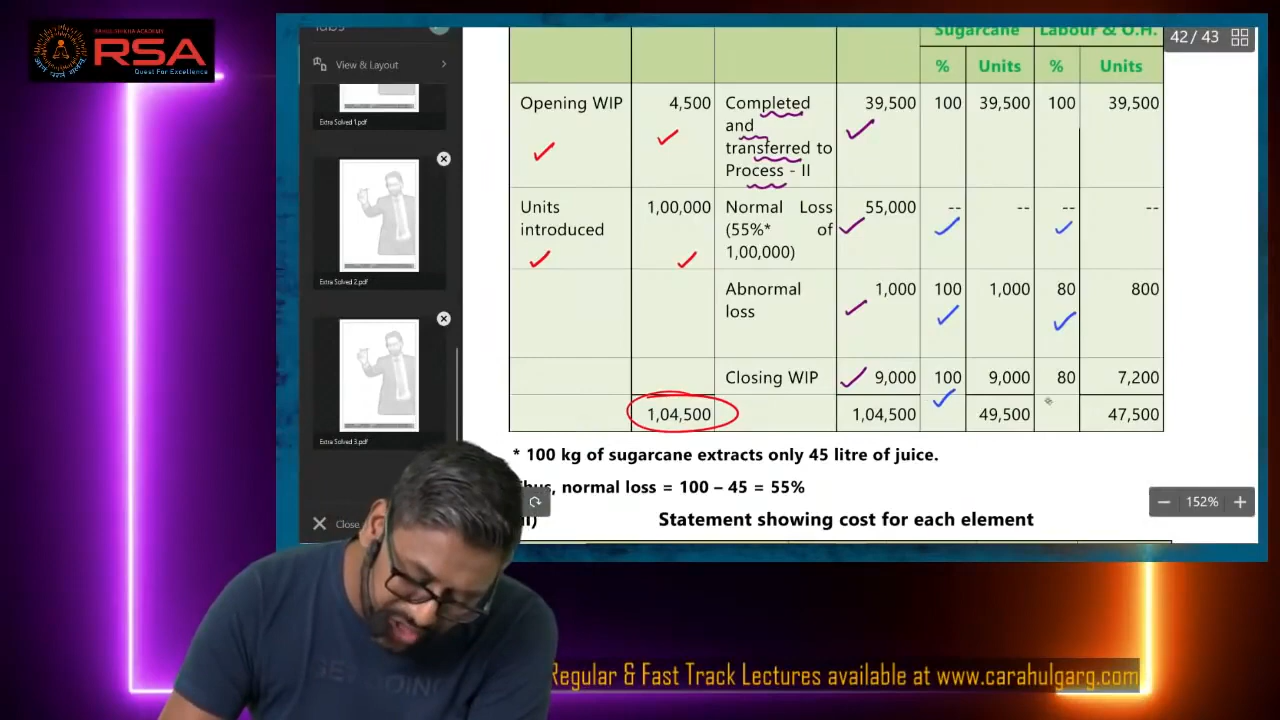 RAHUL GARG ACADEMY
RSA
Quest For Excellence
View & Layout
Extra Solved 1.pdf
Extra Solved 2.pdf
Extra Solved 3.pdf
Close
42 / 43
Sugarcane Labour & O.H.
% Units % Units
Opening WIP 4,500 Completed and transferred to Process - II 39,500 100 39,500 100 39,500
Units introduced 1,00,000 Normal Loss (55%* of 1,00,000) 55,000 -- -- -- --
Abnormal loss 1,000 100 1,000 80 800
Closing WIP 9,000 100 9,000 80 7,200
1,04,500 1,04,500 49,500 47,500
* 100 kg of sugarcane extracts only 45 litre of juice.
normal loss = 100 – 45 = 55%
152%
Statement showing cost for each element
GET GOING
Regular & Fast Track Lectures available at www.carahulgarg.com